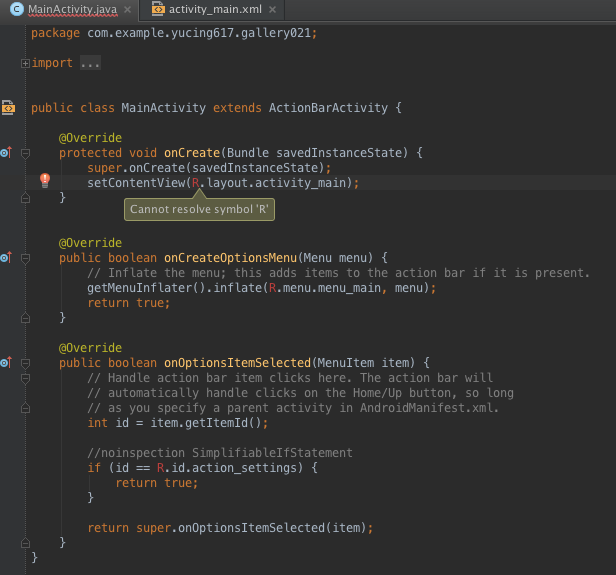 MainActivity.java × activity_main.xml ×
package com.example.yucing617.gallery021;
import ...
public class MainActivity extends ActionBarActivity {
@Override
protected void onCreate(Bundle savedInstanceState) {
super.onCreate(savedInstanceState);
setContentView(R.layout.activity_main);
}
Cannot resolve symbol 'R'
@Override
public boolean onCreateOptionsMenu(Menu menu) {
// Inflate the menu; this adds items to the action bar if it is present.
getMenuInflater().inflate(R.menu.menu_main, menu);
return true;
}
@Override
public boolean onOptionsItemSelected(MenuItem item) {
// Handle action bar item clicks here. The action bar will
// automatically handle clicks on the Home/Up button, so long
// as you specify a parent activity in AndroidManifest.xml.
int id = item.getItemId();
//noinspection SimplifiableIfStatement
if (id == R.id.action_settings) {
return true;
}
return super.onOptionsItemSelected(item);
}
}